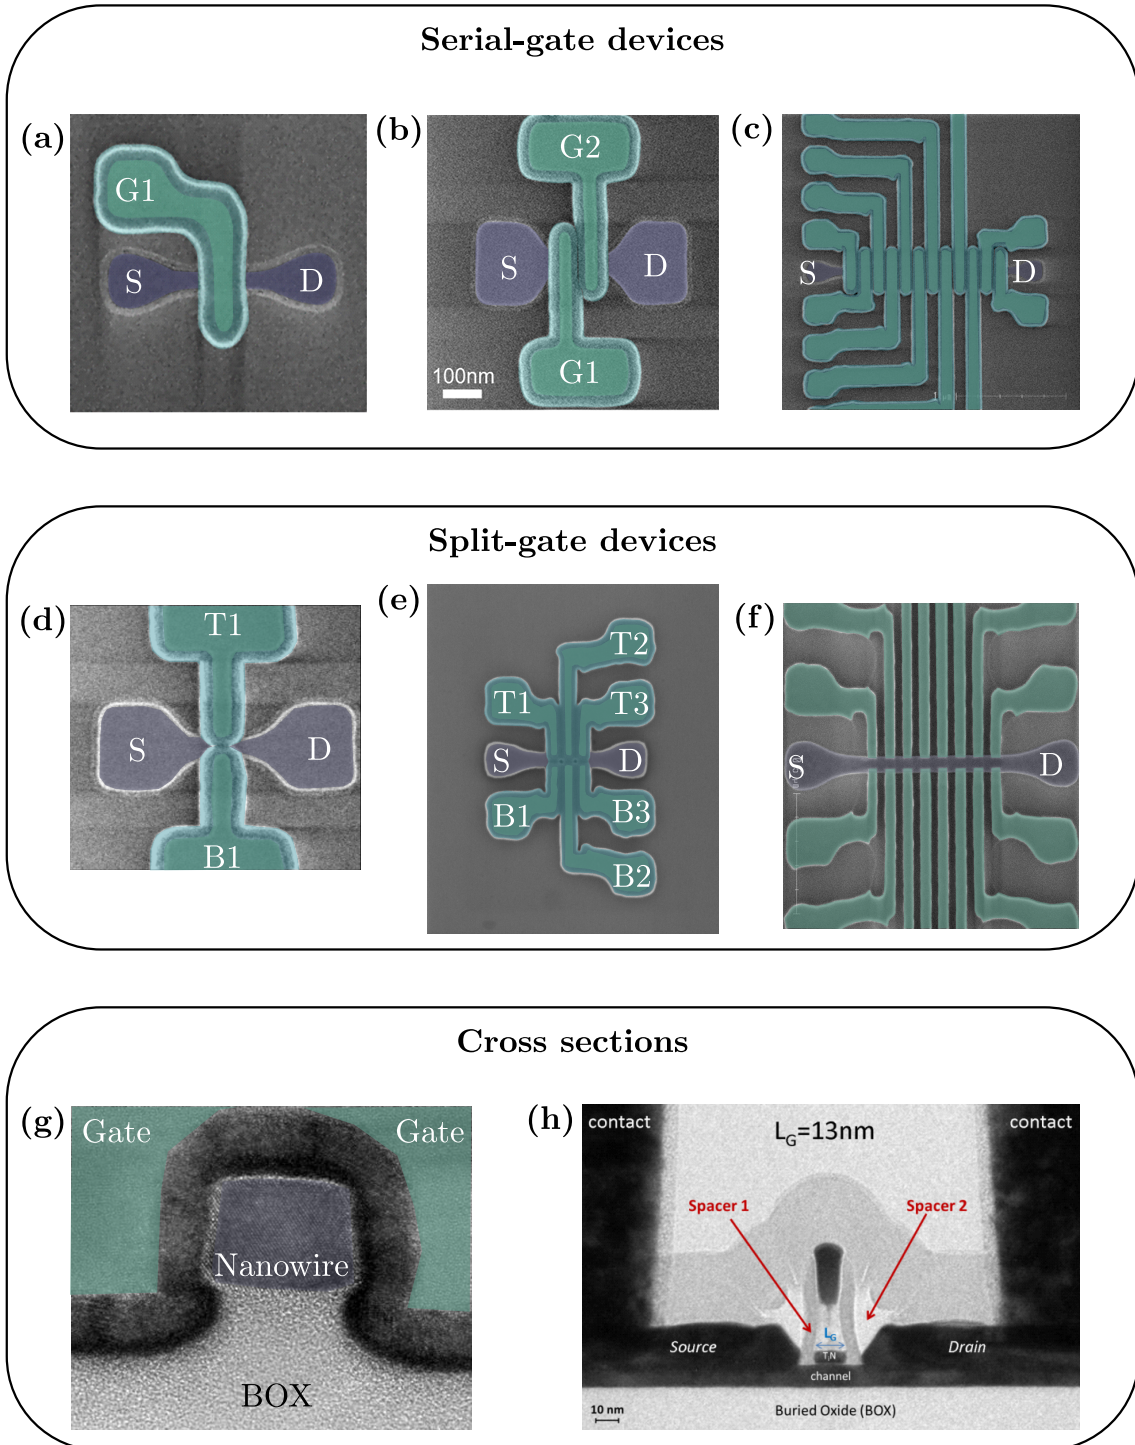 Serial-gate devices
(a)
G1
S
D
(b)
G2
S
D
G1
100nm
(c)
S
D
Split-gate devices
(d)
T1
S
D
B1
(e)
T2
T1
T3
S
D
B1
B3
B2
(f)
S
D
Cross sections
(g)
Gate
Gate
Nanowire
BOX
(h)
contact
contact
L_G=13nm
Spacer 1
Spacer 2
L_G
TiN
Source
Drain
channel
10 nm
Buried Oxide (BOX)